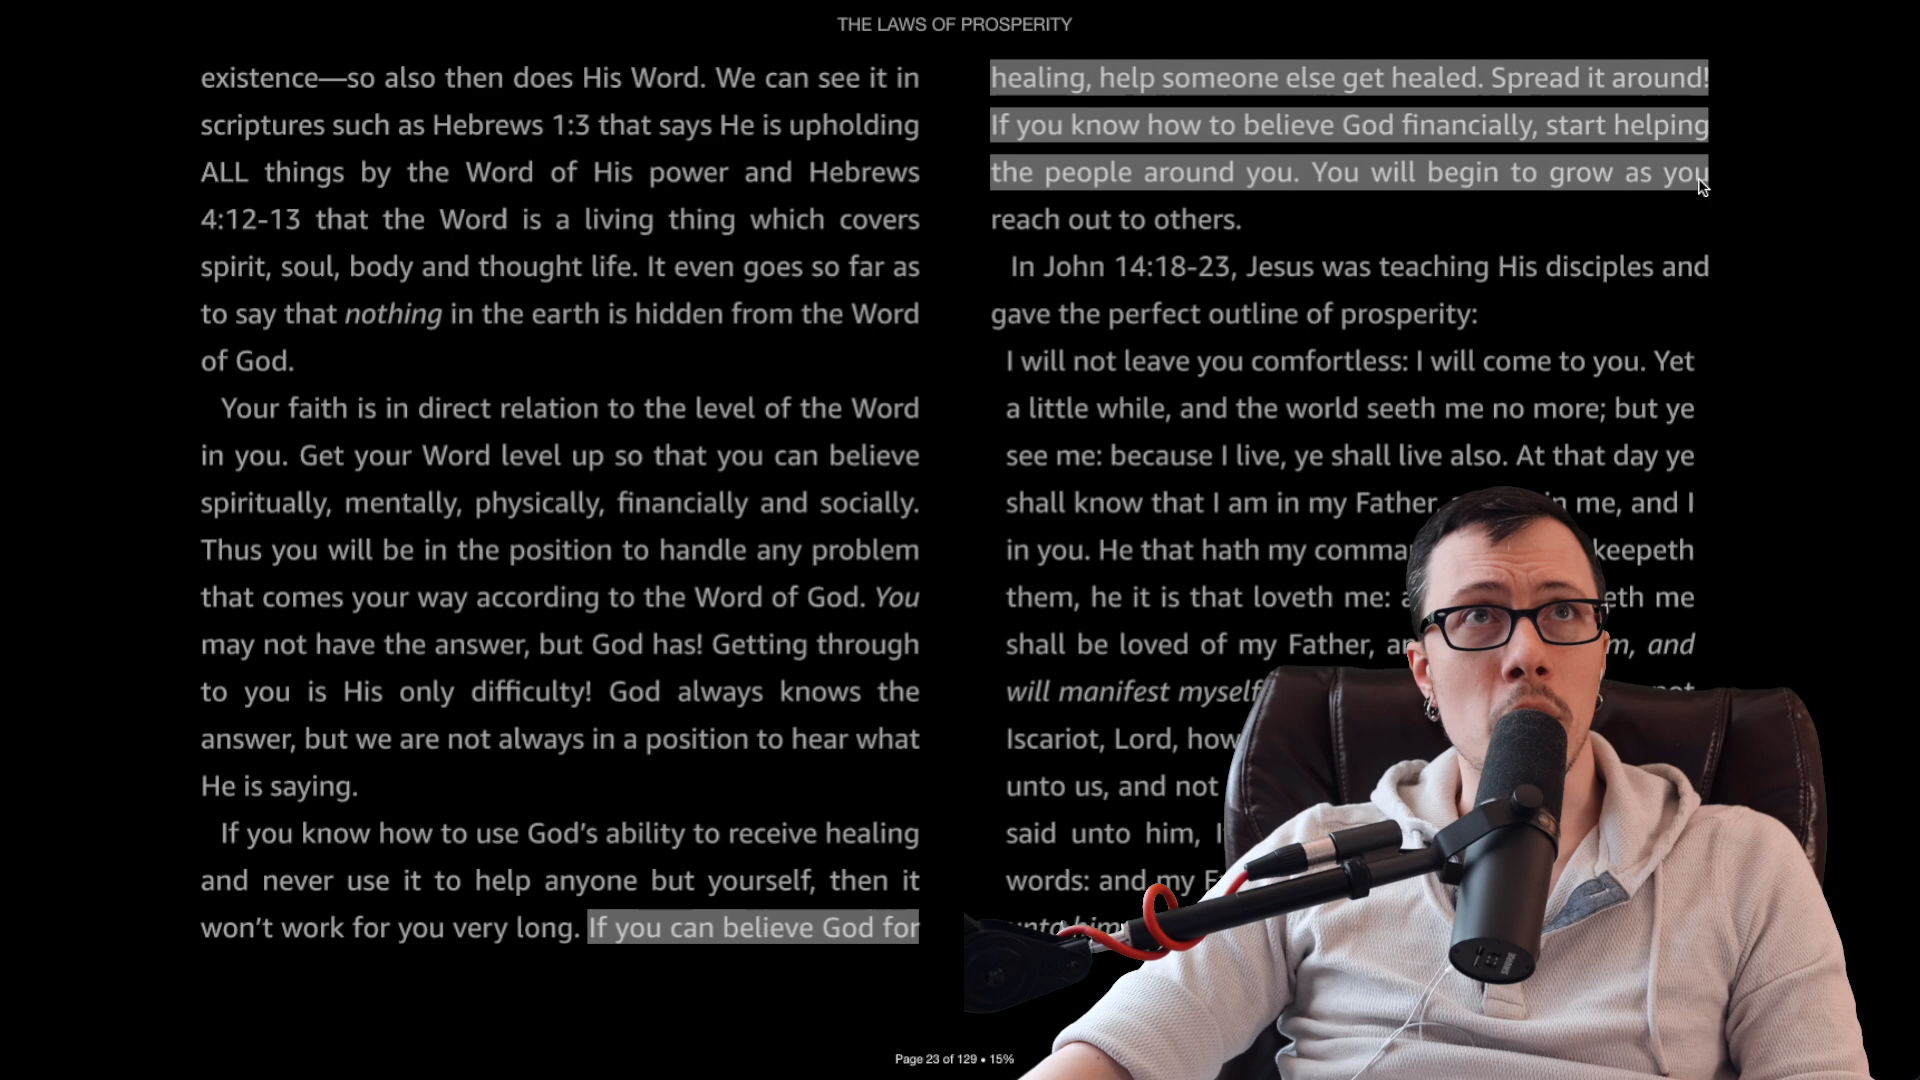 THE LAWS OF PROSPERITY
existence—so also then does His Word. We can see it in
scriptures such as Hebrews 1:3 that says He is upholding
ALL things by the Word of His power and Hebrews
4:12-13 that the Word is a living thing which covers
spirit, soul, body and thought life. It even goes so far as
to say that nothing in the earth is hidden from the Word
of God.
Your faith is in direct relation to the level of the Word
in you. Get your Word level up so that you can believe
spiritually, mentally, physically, financially and socially.
Thus you will be in the position to handle any problem
that comes your way according to the Word of God. You
may not have the answer, but God has! Getting through
to you is His only difficulty! God always knows the
answer, but we are not always in a position to hear what
He is saying.
If you know how to use God’s ability to receive healing
and never use it to help anyone but yourself, then it
won’t work for you very long. If you can believe God for
healing, help someone else get healed. Spread it around!
If you know how to believe God financially, start helping
the people around you. You will begin to grow as you
reach out to others.
In John 14:18-23, Jesus was teaching His disciples and
gave the perfect outline of prosperity:
I will not leave you comfortless: I will come to you. Yet
a little while, and the world seeth me no more; but ye
see me: because I live, ye shall live also. At that day ye
shall know that I am in my Father, in me, and I
in you. He that hath my keepeth
them, he it is that loveth me: me
shall be loved of my Father, and
will manifest myself not
Iscariot, Lord, how
unto us, and not
said unto him,
words: and my
unto him
Page 23 of 129 • 15%